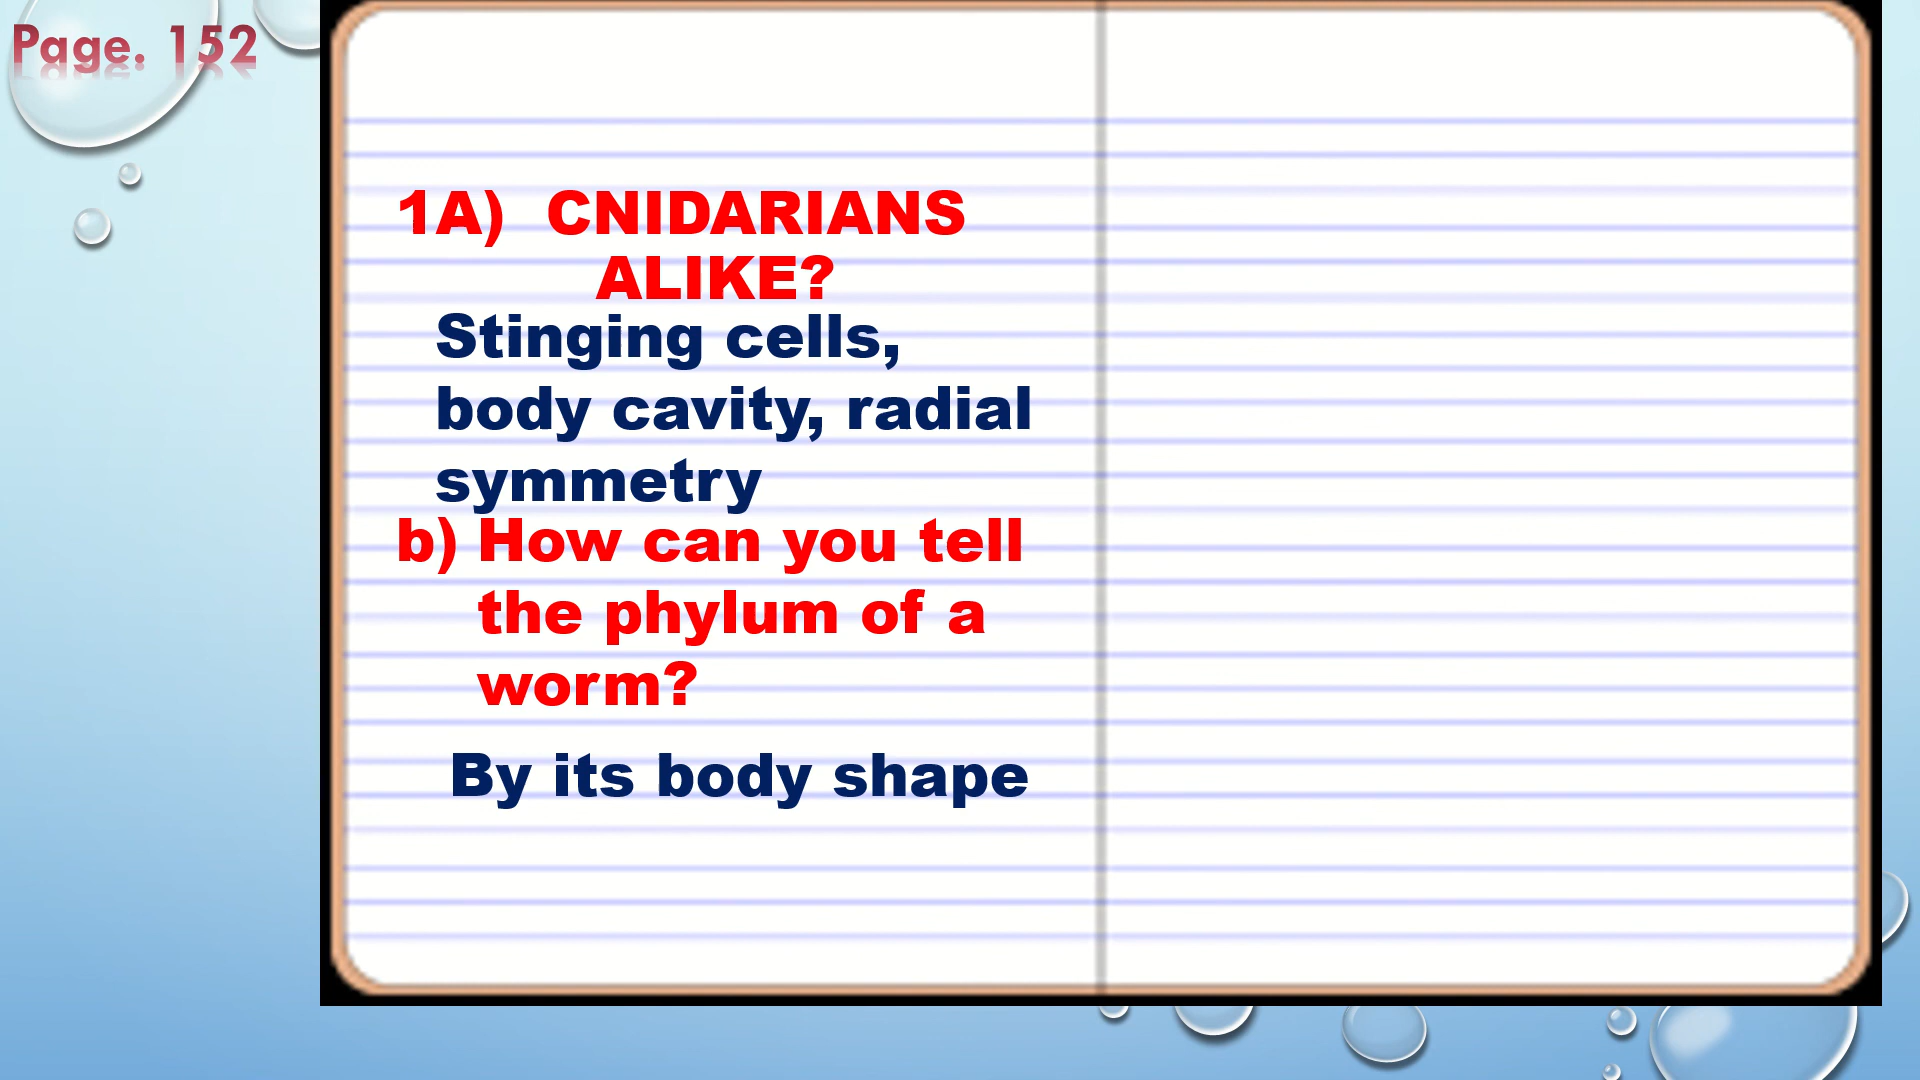 Page. 152
1A) CNIDARIANS
ALIKE?
Stinging cells,
body cavity, radial
symmetry
b) How can you tell
the phylum of a
worm?
By its body shape